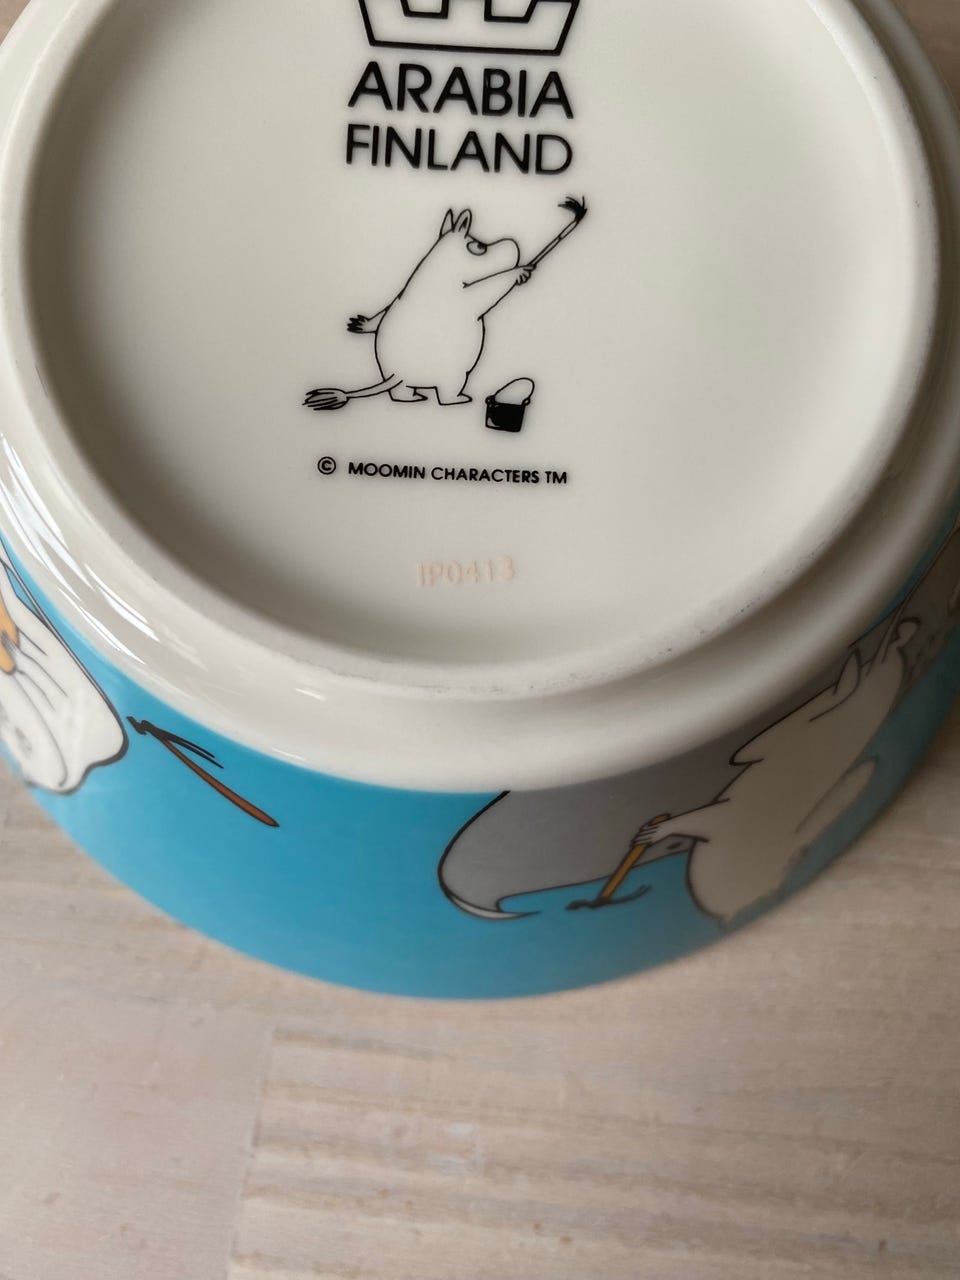 ARABIA
FINLAND
© MOOMIN CHARACTERS TM
IP0413